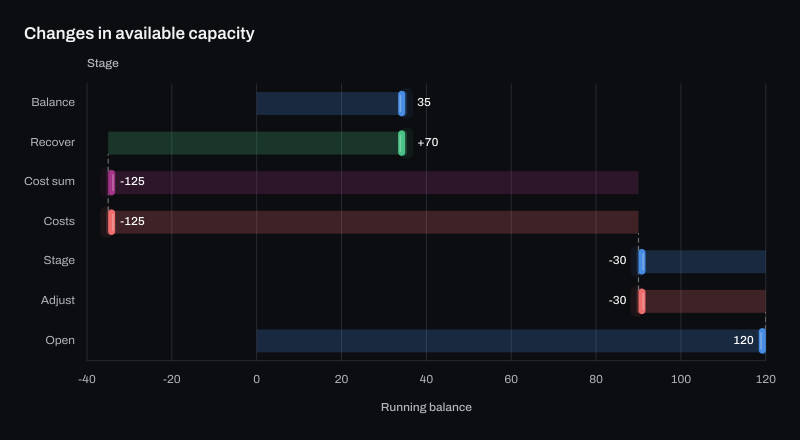 Changes in available capacity
Stage
Balance 35
Recover +70
Cost sum -125
Costs -125
Stage -30
Adjust -30
Open 120
-40 -20 0 20 40 60 80 100 120
Running balance